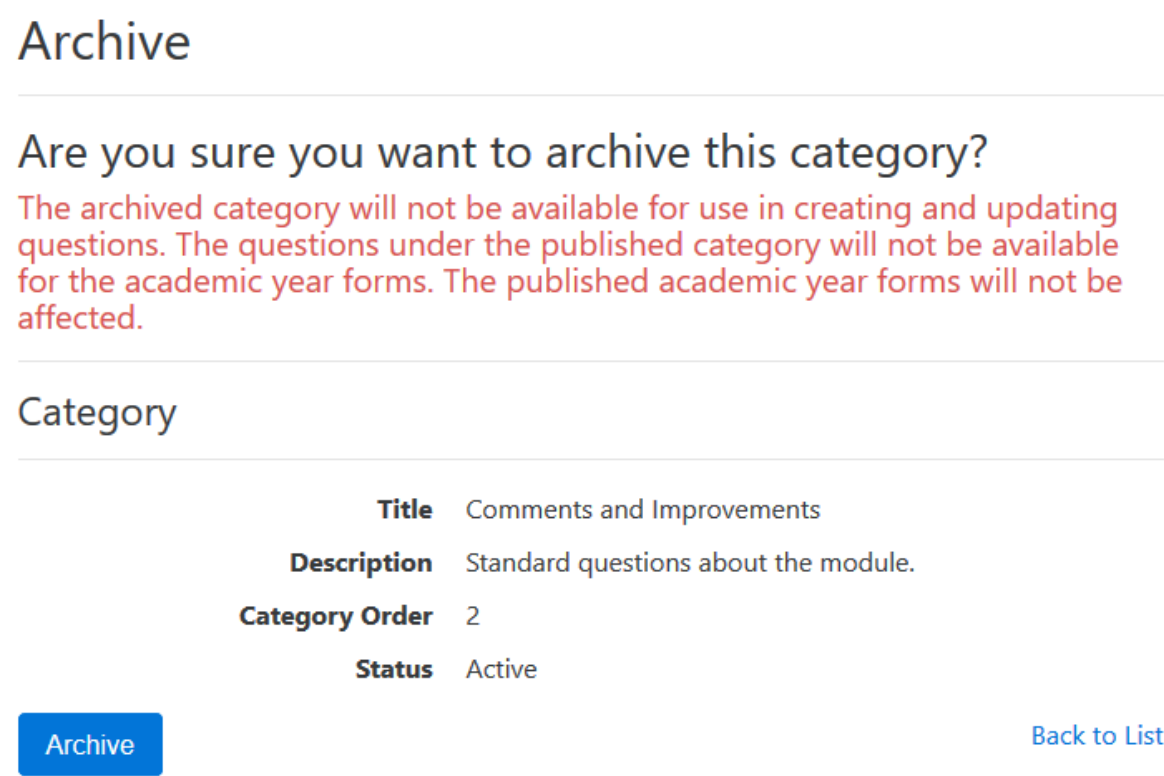 Archive
Are you sure you want to archive this category?
The archived category will not be available for use in creating and updating
questions. The questions under the published category will not be available
for the academic year forms. The published academic year forms will not be
affected.
Category
Title Comments and Improvements
Description Standard questions about the module.
Category Order 2
Status Active
Archive Back to List